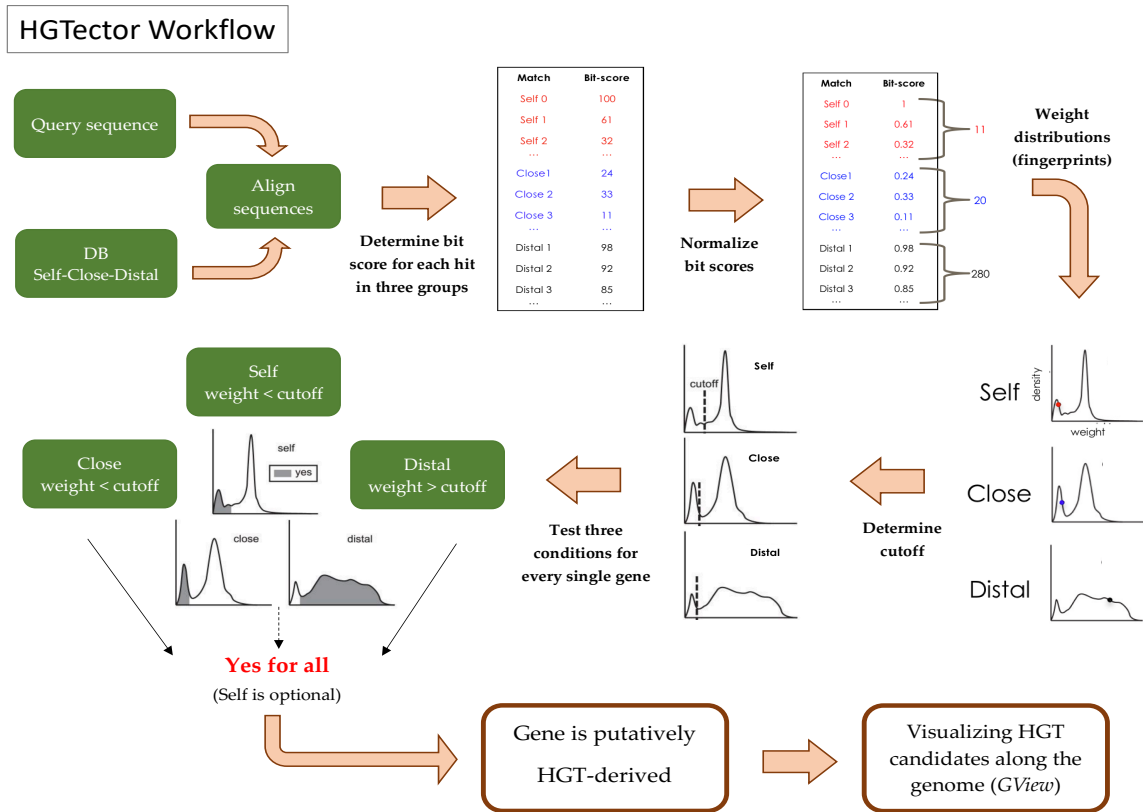 HGTector Workflow
Query sequence
DB
Self-Close-Distal
Align
sequences
Determine bit
score for each hit
in three groups
Match Bit-score
Self 0 100
Self 1 61
Self 2 32
... ...
Close1 24
Close 2 33
Close 3 11
... ...
Distal 1 98
Distal 2 92
Distal 3 85
... ...
Normalize
bit scores
Match Bit-score
Self 0 1
Self 1 0.61
Self 2 0.32
... ...
Close1 0.24
Close 2 0.33
Close 3 0.11
... ...
Distal 1 0.98
Distal 2 0.92
Distal 3 0.85
... ...
11
20
280
Weight
distributions
(fingerprints)
Self
density
weight
Close
Distal
Determine
cutoff
Self
cutoff
Close
Distal
Test three
conditions for
every single gene
Self
weight < cutoff
Close
weight < cutoff
Distal
weight > cutoff
self
yes
close
distal
Yes for all
(Self is optional)
Gene is putatively
HGT-derived
Visualizing HGT
candidates along the
genome (GView)